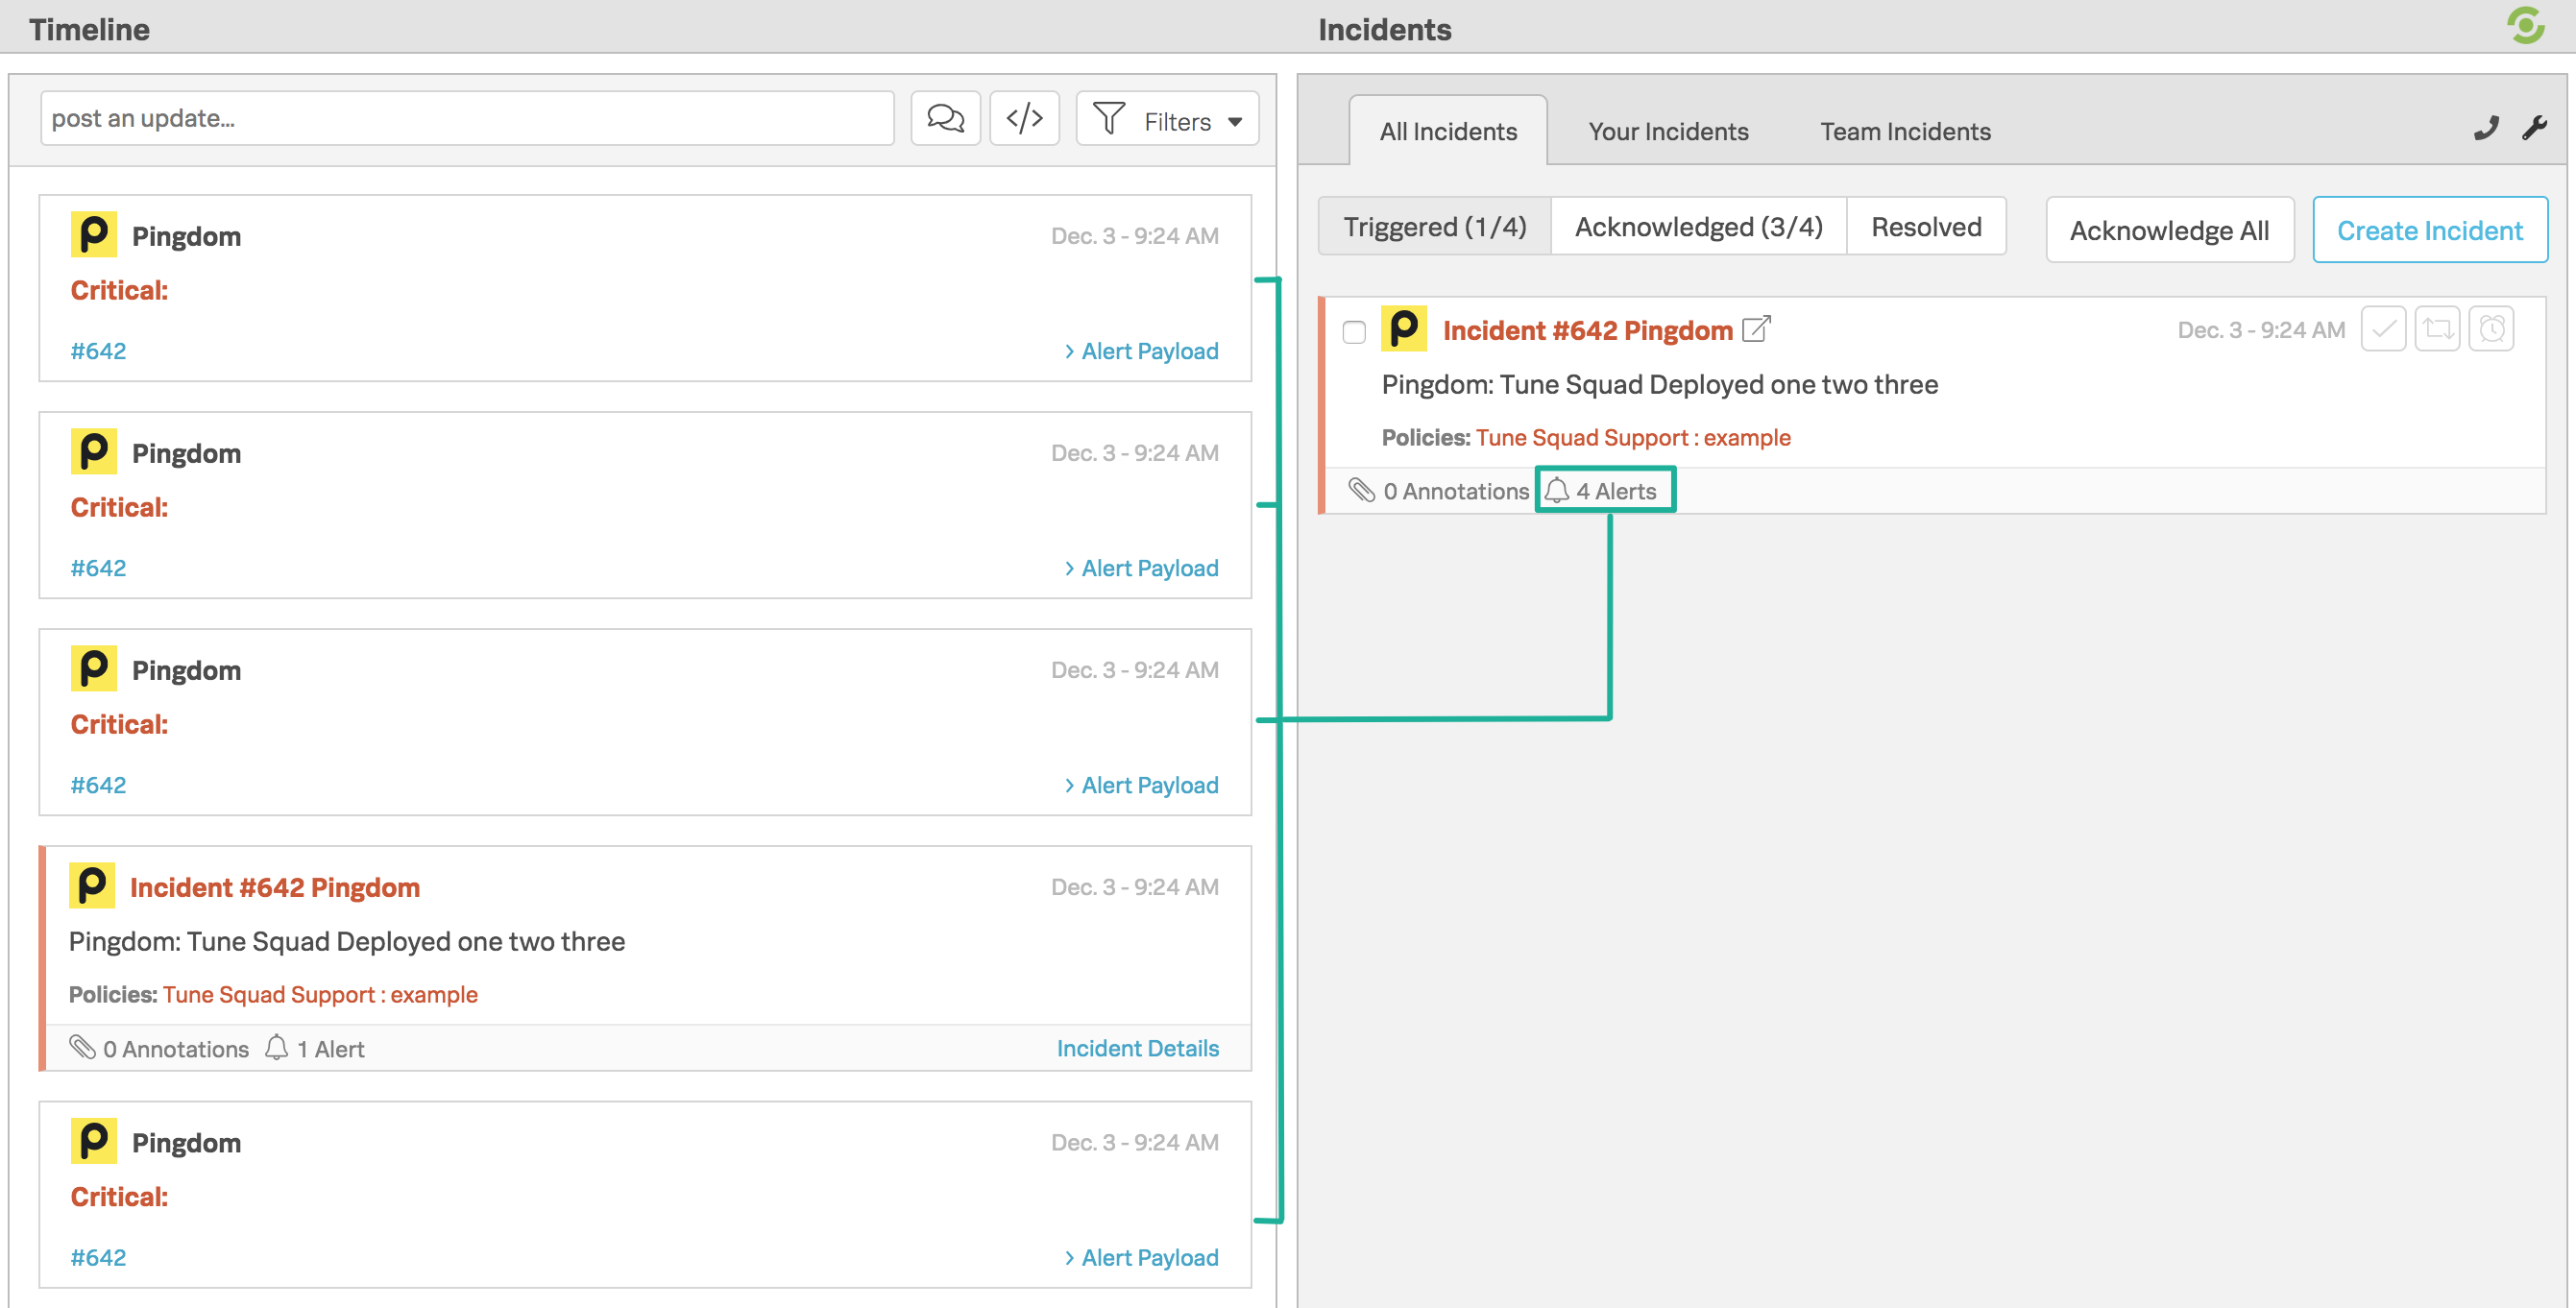 Timeline
Incidents
post an update...
</>
Filters
All Incidents
Your Incidents
Team Incidents
Pingdom
Dec. 3 - 9:24 AM
Critical:
#642
> Alert Payload
Pingdom
Dec. 3 - 9:24 AM
Critical:
#642
> Alert Payload
Pingdom
Dec. 3 - 9:24 AM
Critical:
#642
> Alert Payload
Incident #642 Pingdom
Dec. 3 - 9:24 AM
Pingdom: Tune Squad Deployed one two three
Policies: Tune Squad Support : example
0 Annotations
1 Alert
Incident Details
Pingdom
Dec. 3 - 9:24 AM
Critical:
#642
> Alert Payload
Triggered (1/4)
Acknowledged (3/4)
Resolved
Acknowledge All
Create Incident
Incident #642 Pingdom
Dec. 3 - 9:24 AM
Pingdom: Tune Squad Deployed one two three
Policies: Tune Squad Support : example
0 Annotations
4 Alerts